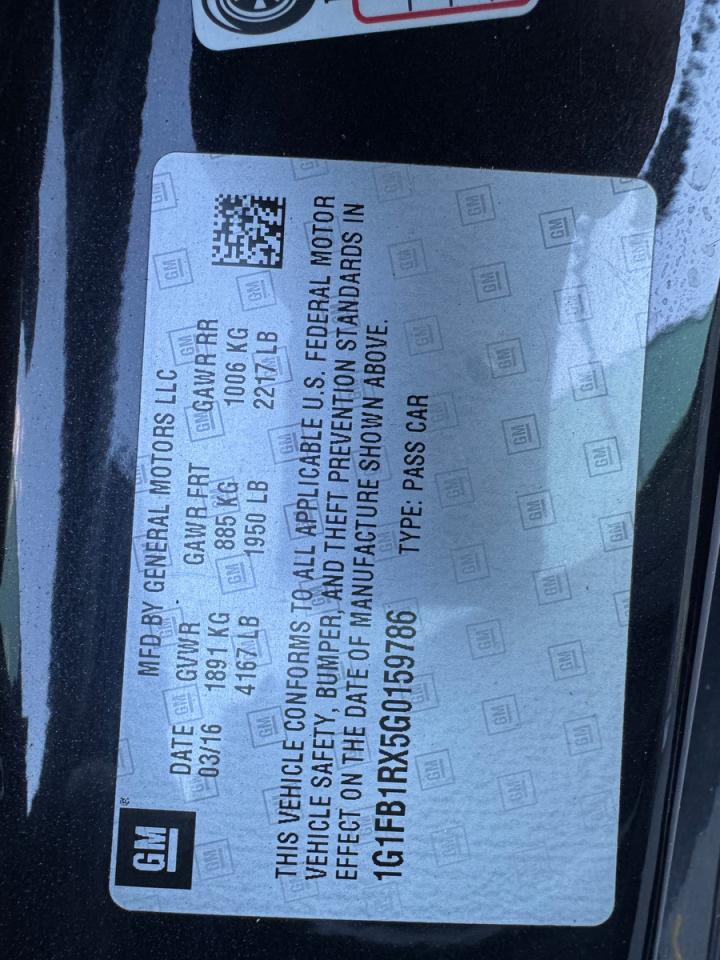 GM
MFD BY GENERAL MOTORS LLC
DATE GVWR GAWR FRT GAWR RR
03/16 1891 KG 885 KG 1006 KG
4167 LB 1950 LB 2217 LB
THIS VEHICLE CONFORMS TO ALL APPLICABLE U.S. FEDERAL MOTOR
VEHICLE SAFETY, BUMPER, AND THEFT PREVENTION STANDARDS IN
EFFECT ON THE DATE OF MANUFACTURE SHOWN ABOVE.
1G1FB1RX5G0159786 TYPE: PASS CAR